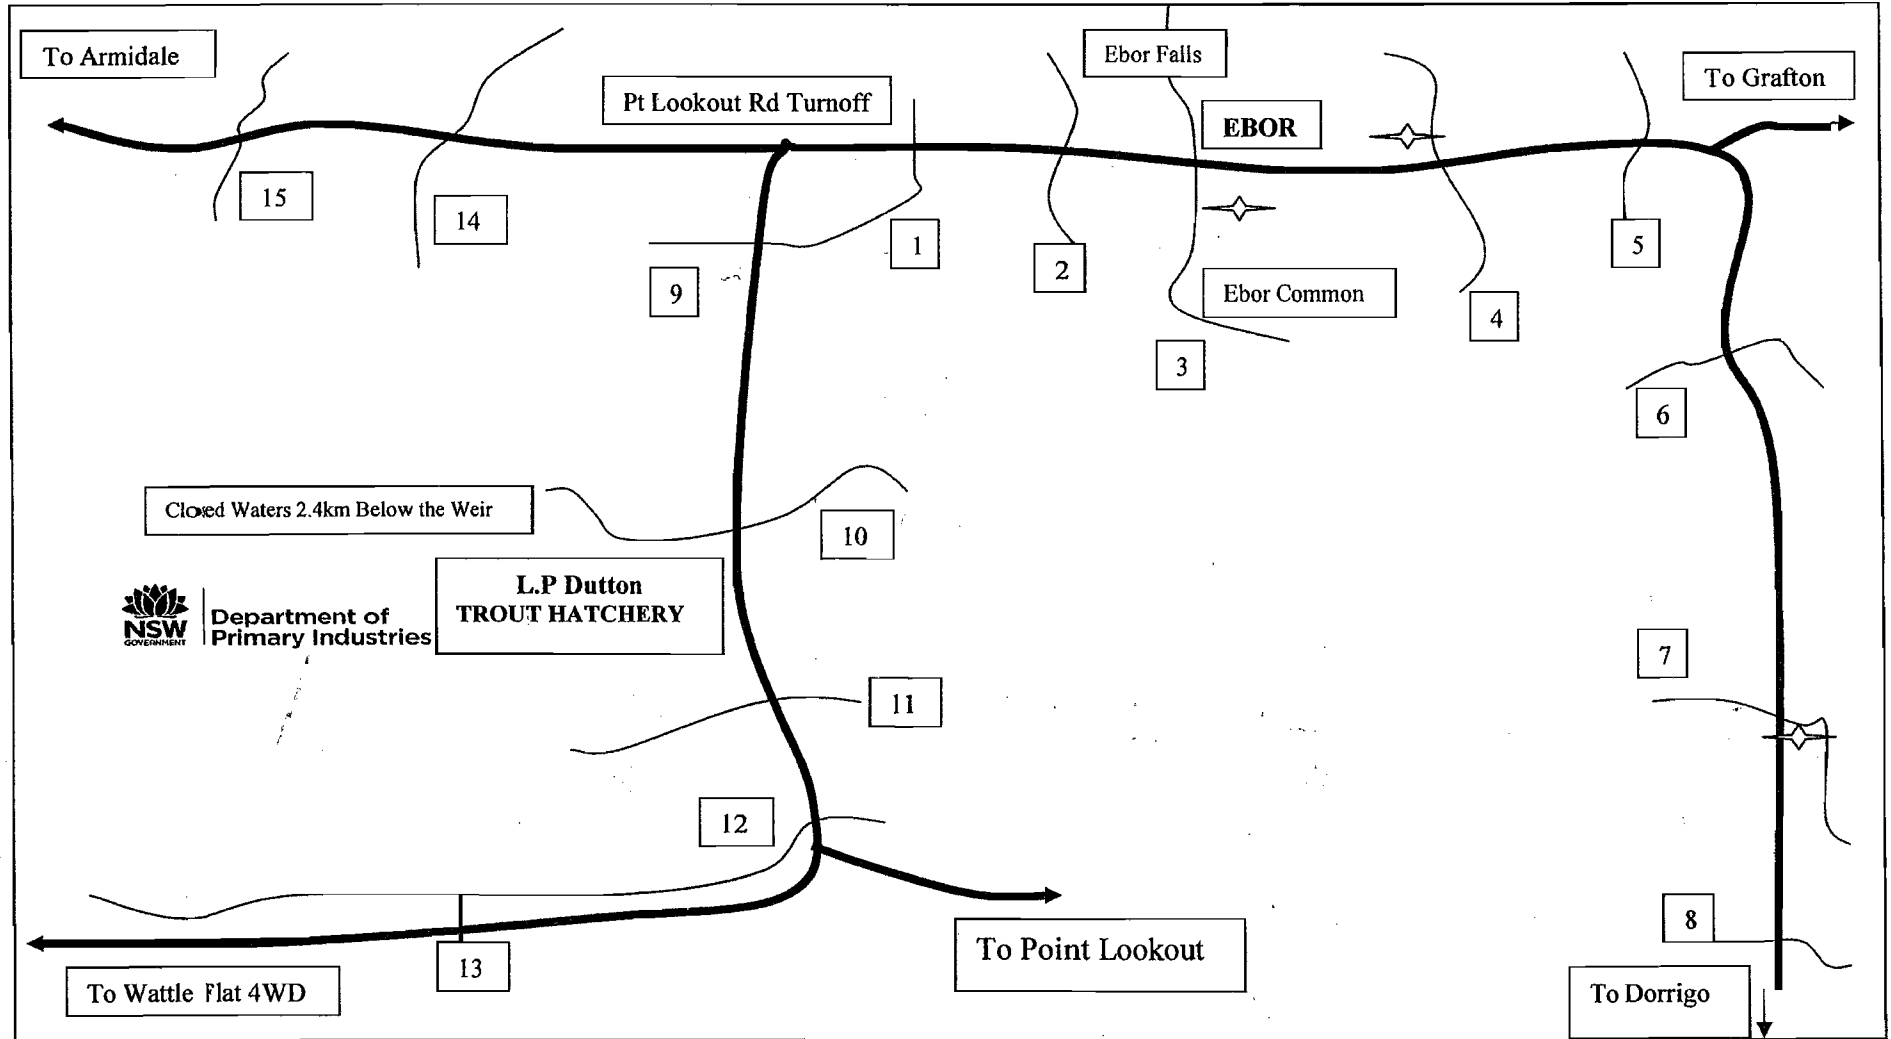 To Armidale
Ebor Falls
To Grafton
Pt Lookout Rd Turnoff
EBOR
15
14
1
2
5
9
Ebor Common
4
3
6
Closed Waters 2.4km Below the Weir
10
L.P Dutton
TROUT HATCHERY
NSW
GOVERNMENT
Department of
Primary Industries
7
11
12
8
To Point Lookout
13
To Wattle Flat 4WD
To Dorrigo